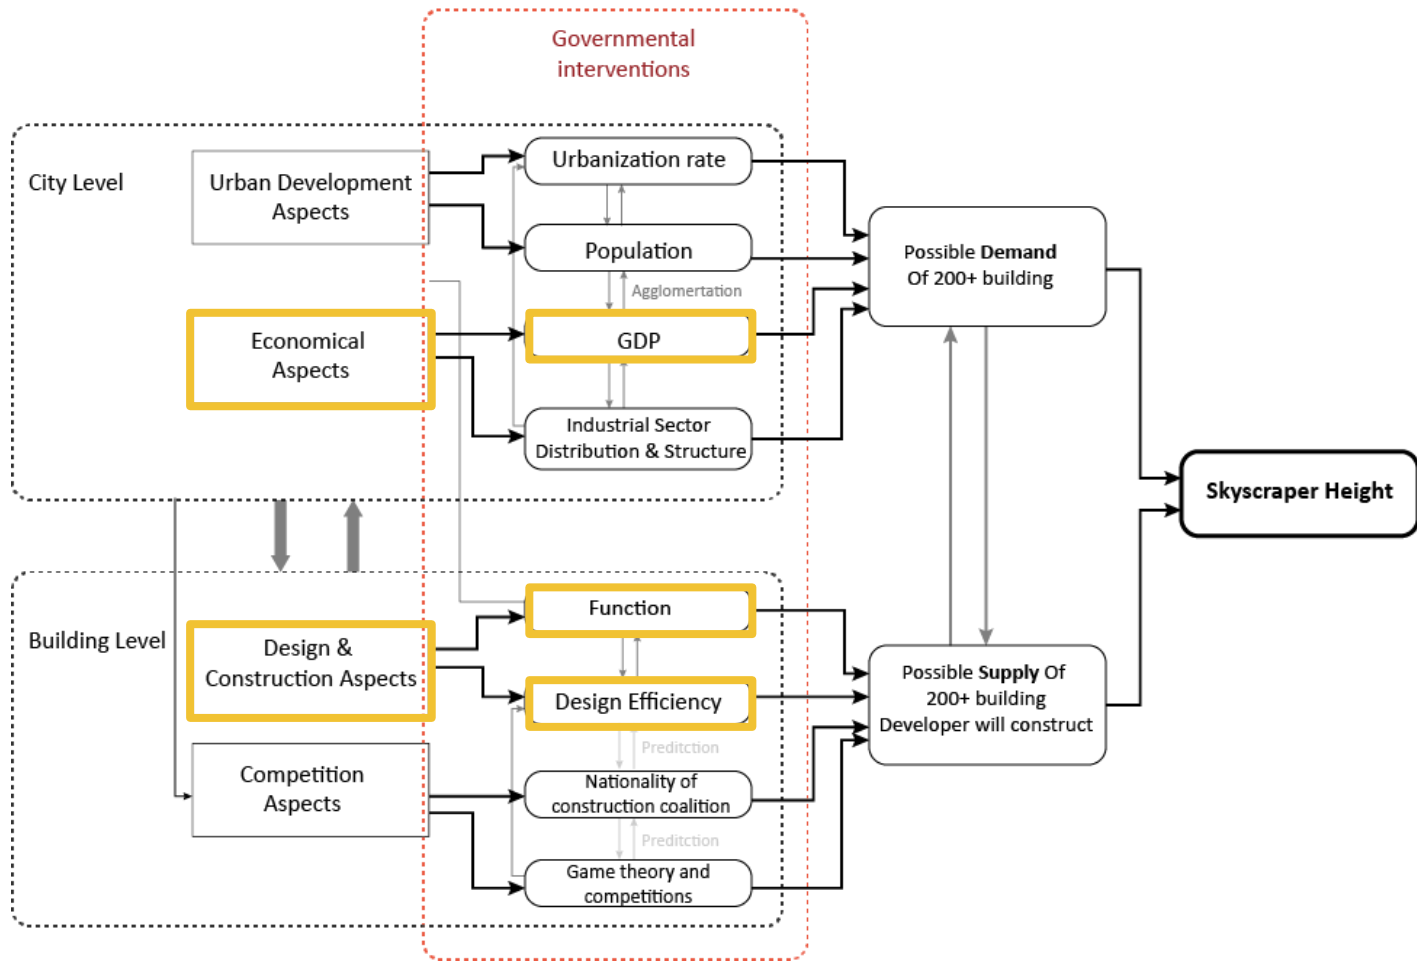 Governmental
interventions
City Level
Urban Development
Aspects
Urbanization rate
Population
Agglomertation
Economical
Aspects
GDP
Industrial Sector
Distribution & Structure
Possible Demand
Of 200+ building
Skyscraper Height
Building Level
Design &
Construction Aspects
Function
Design Efficiency
Preditction
Competition
Aspects
Nationality of
construction coalition
Preditction
Game theory and
competitions
Possible Supply Of
200+ building
Developer will construct